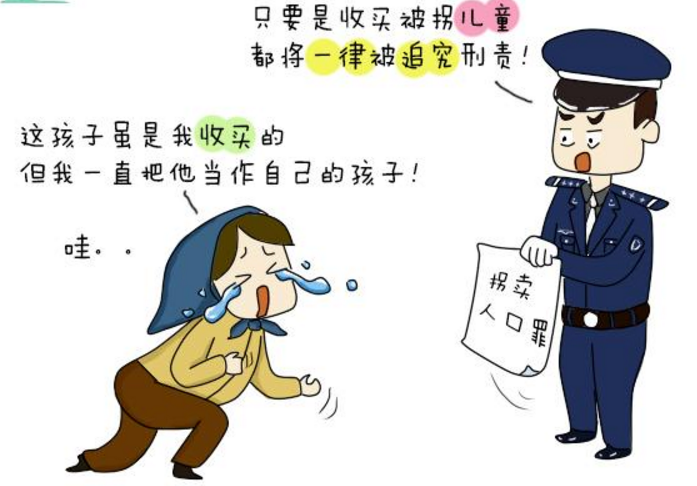 只要是收买被拐儿童
都将一律被追究刑责!
这孩子虽是我收买的
但我一直把他当作自己的孩子!
哇。。
拐卖
人口罪